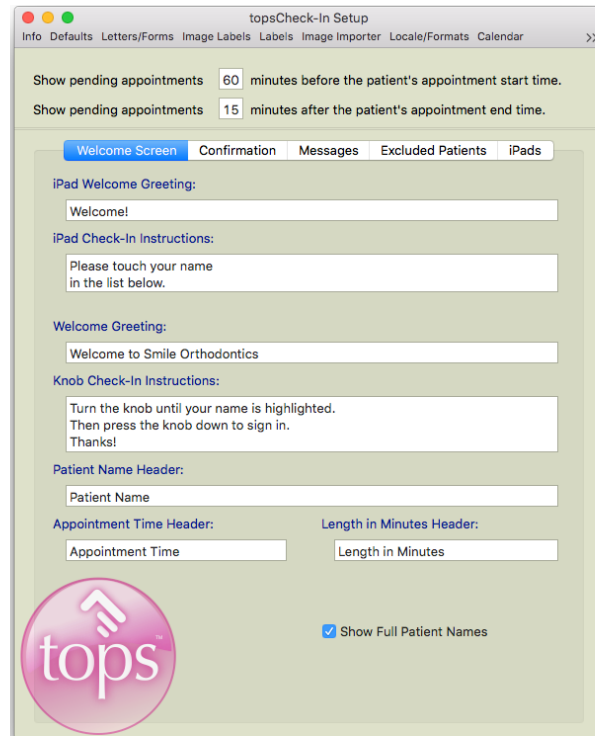 topsCheck-In Setup
Info Defaults Letters/Forms Image Labels Labels Image Importer Locale/Formats Calendar >>
Show pending appointments 60 minutes before the patient's appointment start time.
Show pending appointments 15 minutes after the patient's appointment end time.
Welcome Screen Confirmation Messages Excluded Patients iPads
iPad Welcome Greeting:
Welcome!
iPad Check-In Instructions:
Please touch your name
in the list below.
Welcome Greeting:
Welcome to Smile Orthodontics
Knob Check-In Instructions:
Turn the knob until your name is highlighted.
Then press the knob down to sign in.
Thanks!
Patient Name Header:
Patient Name
Appointment Time Header: Length in Minutes Header:
Appointment Time Length in Minutes
Show Full Patient Names
tops™